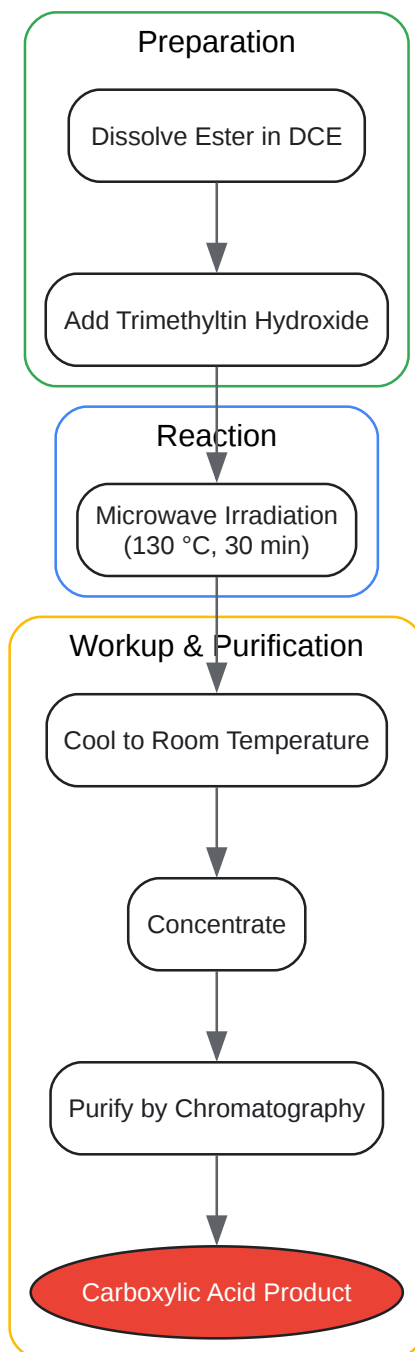 Preparation
Dissolve Ester in DCE
Add Trimethyltin Hydroxide
Reaction
Microwave Irradiation
(130 °C, 30 min)
Workup & Purification
Cool to Room Temperature
Concentrate
Purify by Chromatography
Carboxylic Acid Product